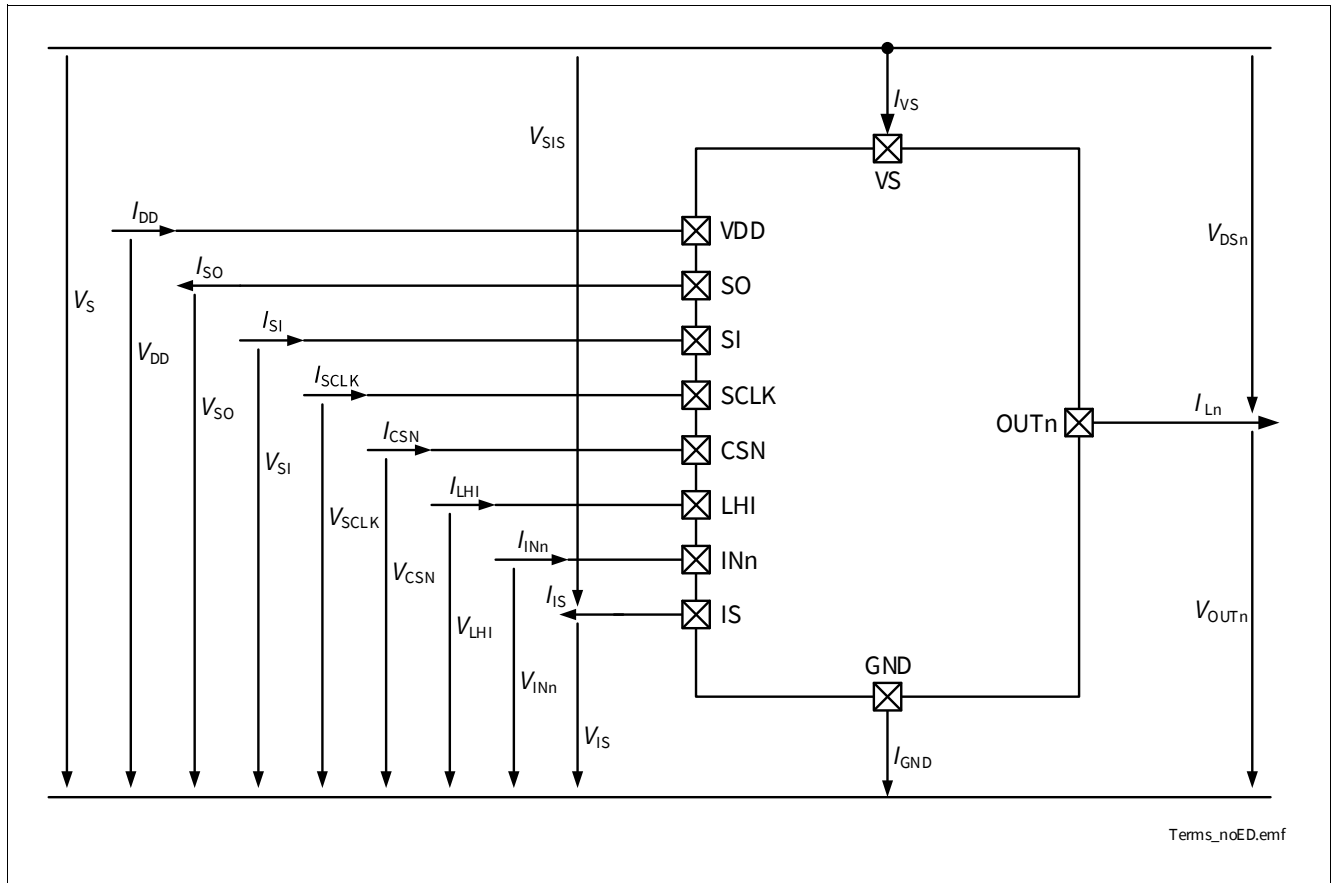 I_VS
V_SIS
VS
I_DD
VDD
V_DSn
I_SO
SO
V_S
I_SI
SI
V_DD
I_SCLK
SCLK
V_SO
I_Ln
OUTn
I_CSN
CSN
V_SI
I_LHI
LHI
V_SCLK
I_INn
INn
V_CSN
I_IS
IS
V_OUTn
V_LHI
GND
V_INn
V_IS
I_GND
Terms_noED.emf